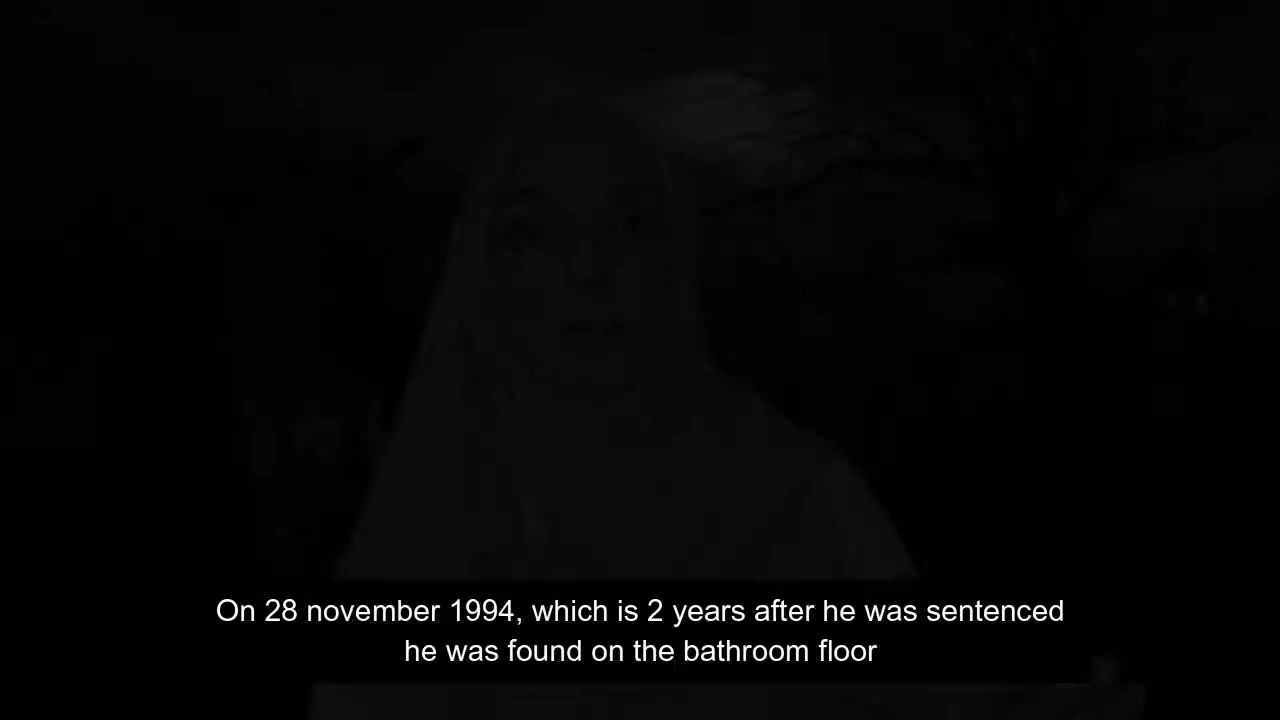 On 28 november 1994, which is 2 years after he was sentenced
he was found on the bathroom floor